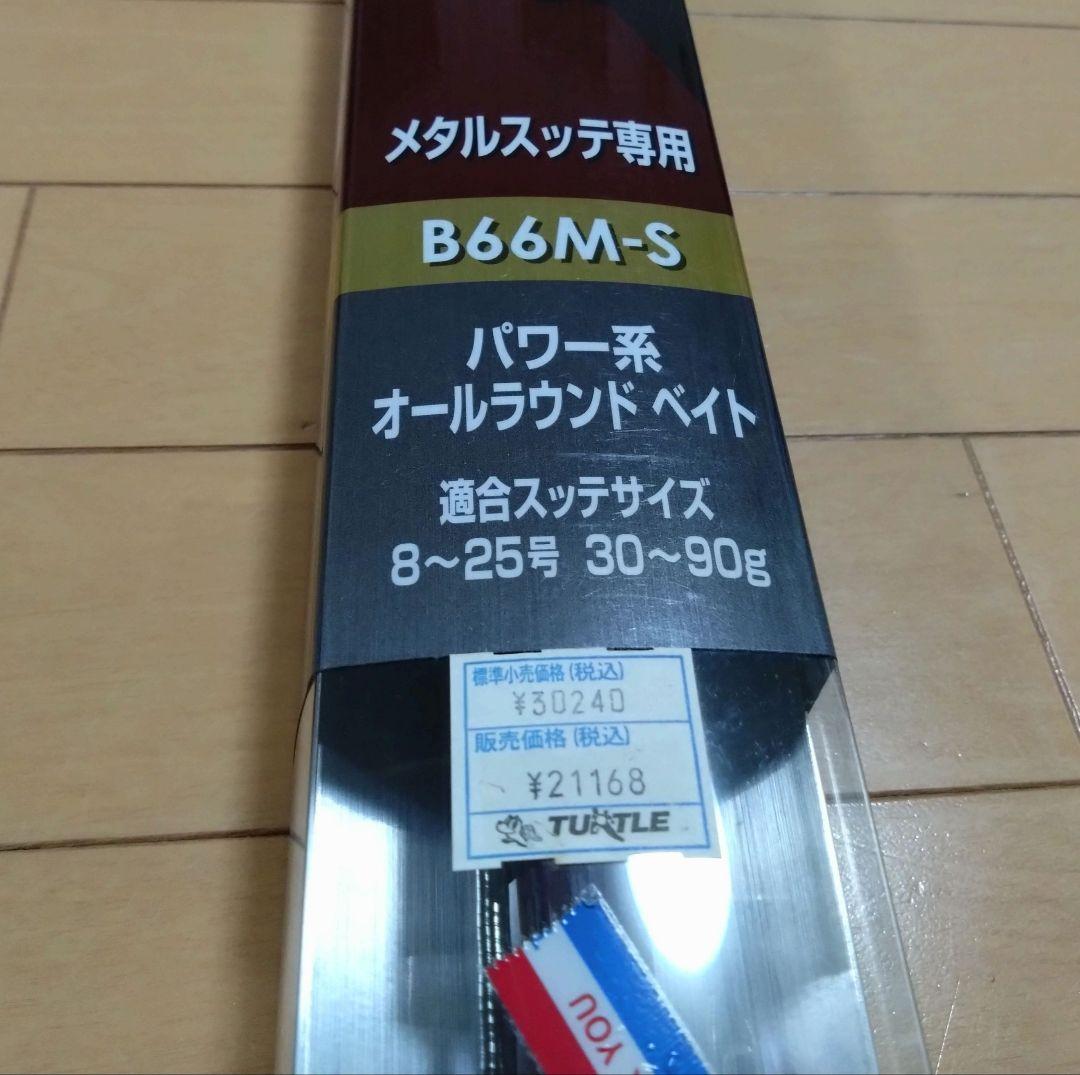 メタルスッテ専用
B66M-S
パワー系
オールラウンド ベイト
適合スッテサイズ
8～25号 30～90g
標準小売価格(税込)
¥30240
販売価格(税込)
¥21168
TURTLE
YOU